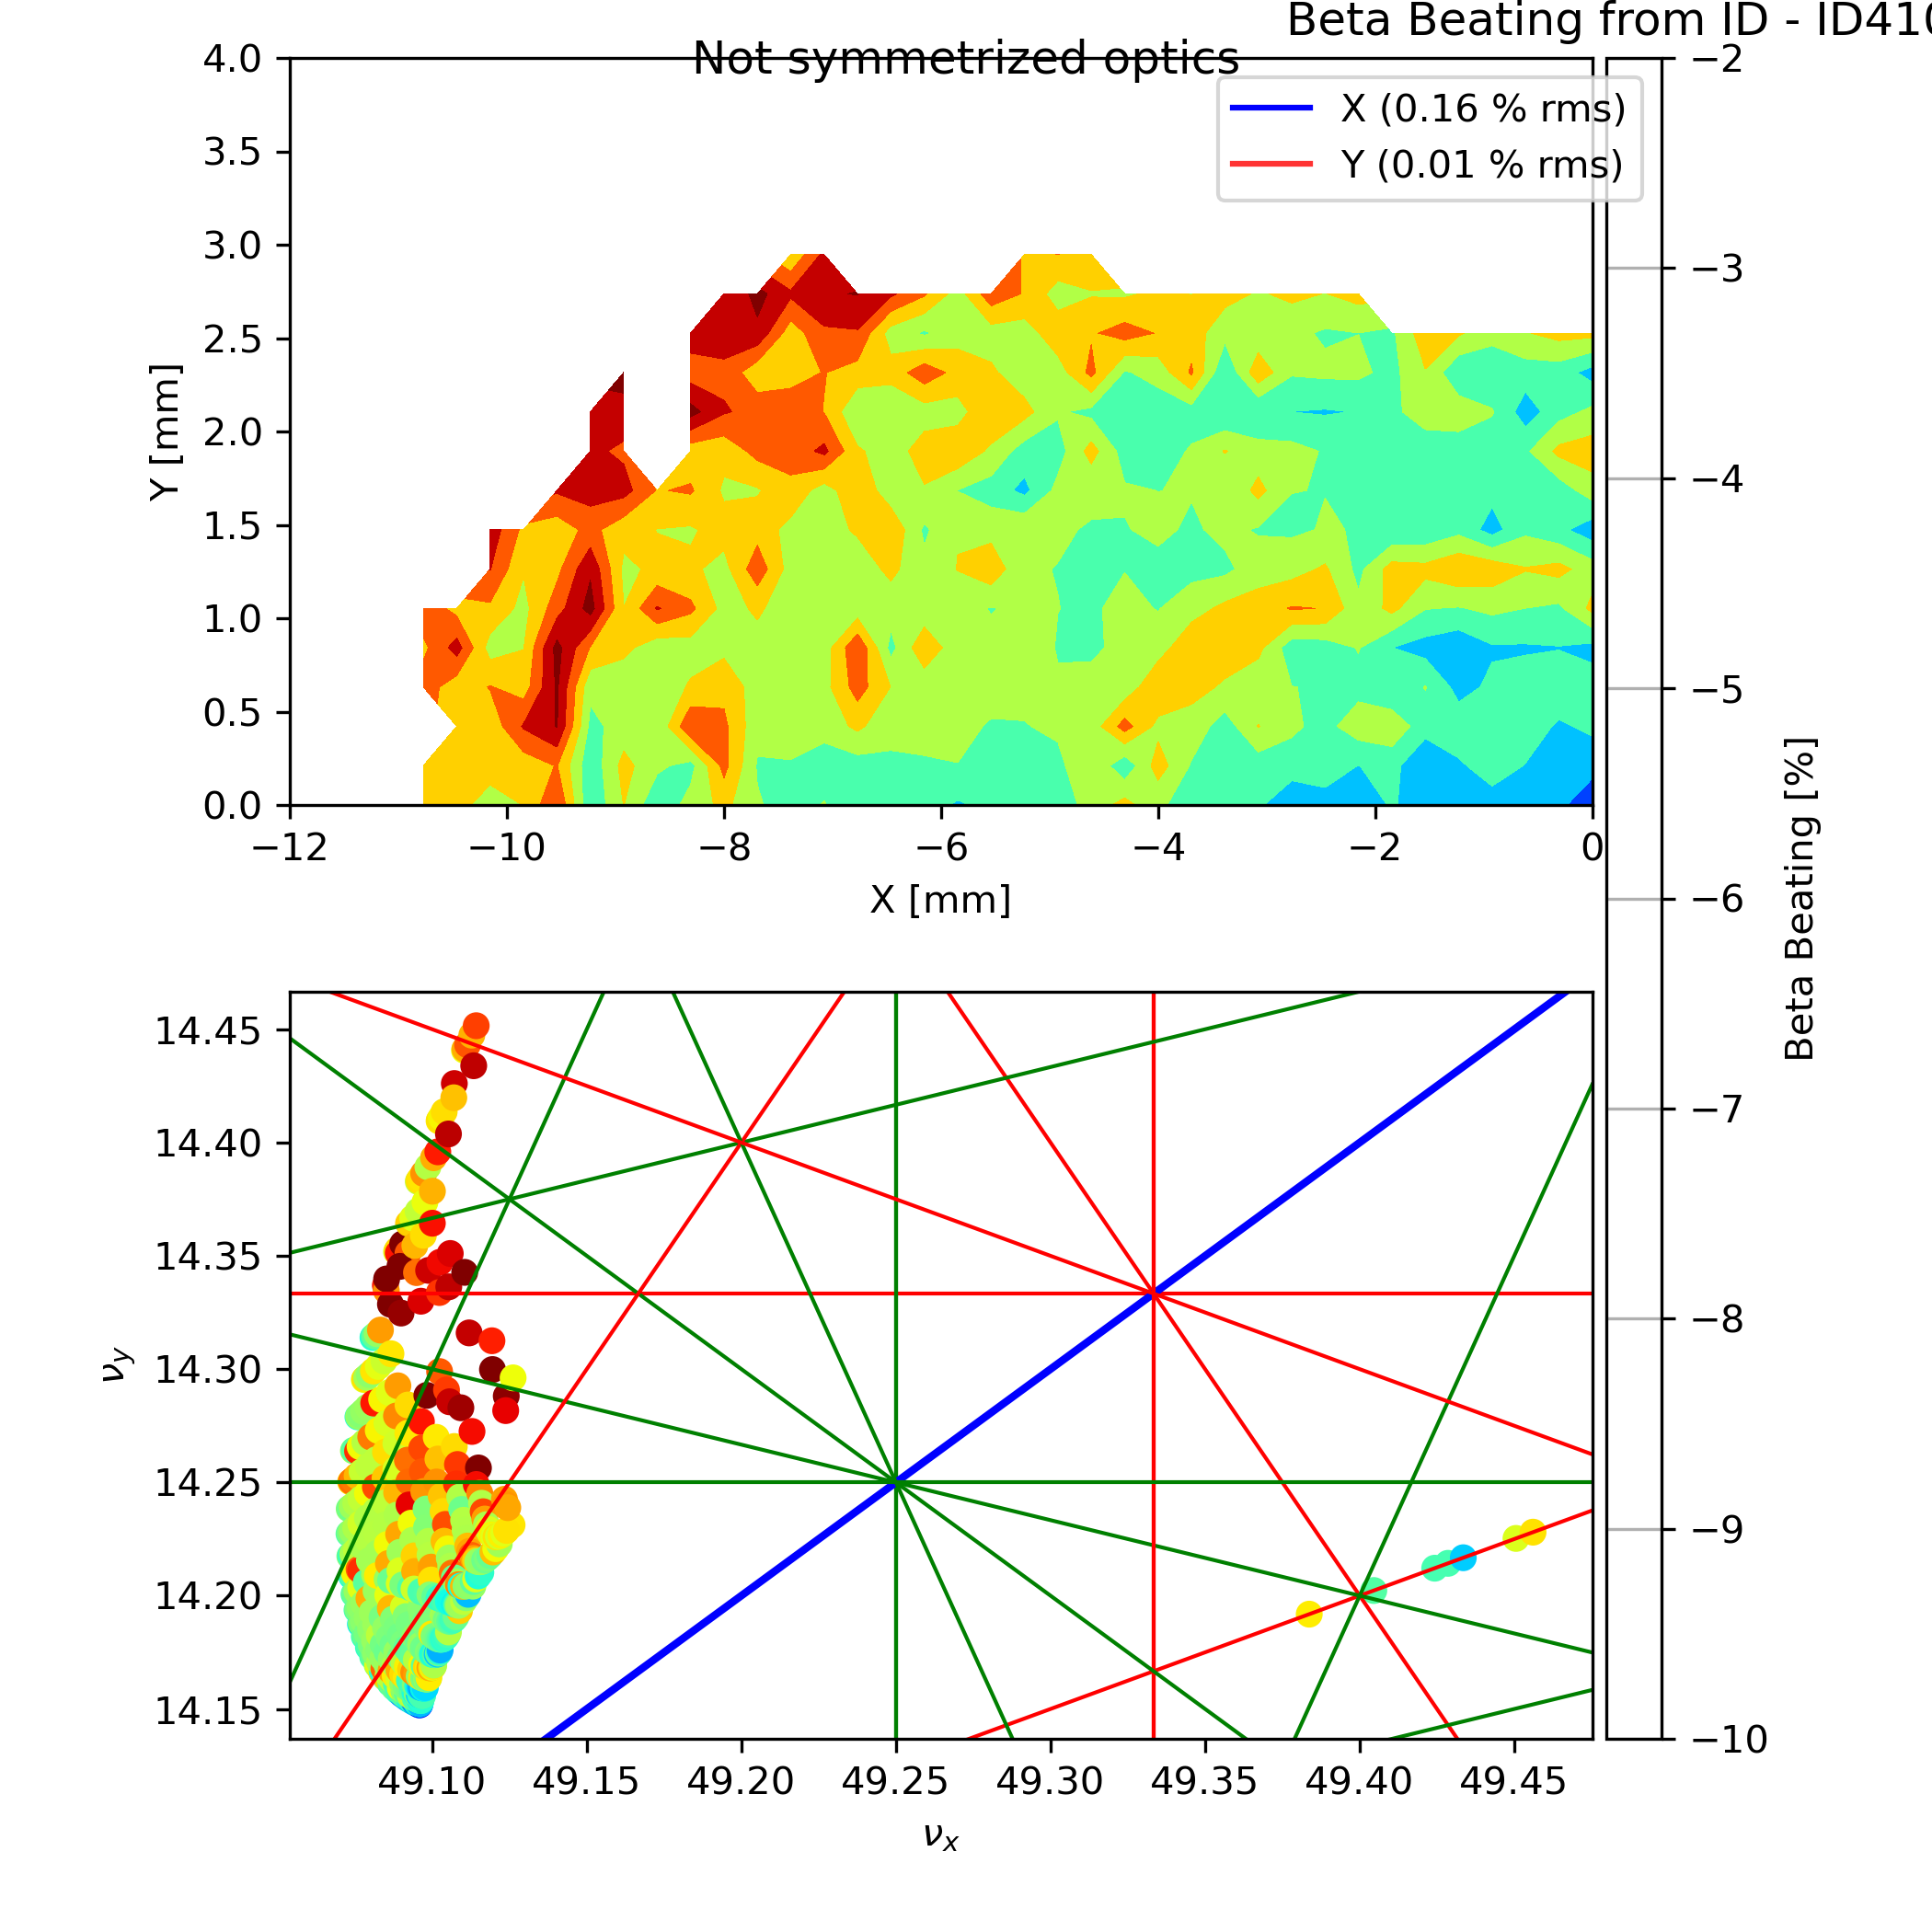 Beta Beating from ID - ID410
Not symmetrized optics
X (0.16 % rms)
Y (0.01 % rms)
4.0
3.5
3.0
2.5
2.0
1.5
1.0
0.5
0.0
Y [mm]
−12 −10 −8 −6 −4 −2 0
X [mm]
−2
−3
−4
−5
−6
−7
−8
−9
−10
Beta Beating [%]
14.45
14.40
14.35
14.30
14.25
14.20
14.15
νy
49.10 49.15 49.20 49.25 49.30 49.35 49.40 49.45
νx